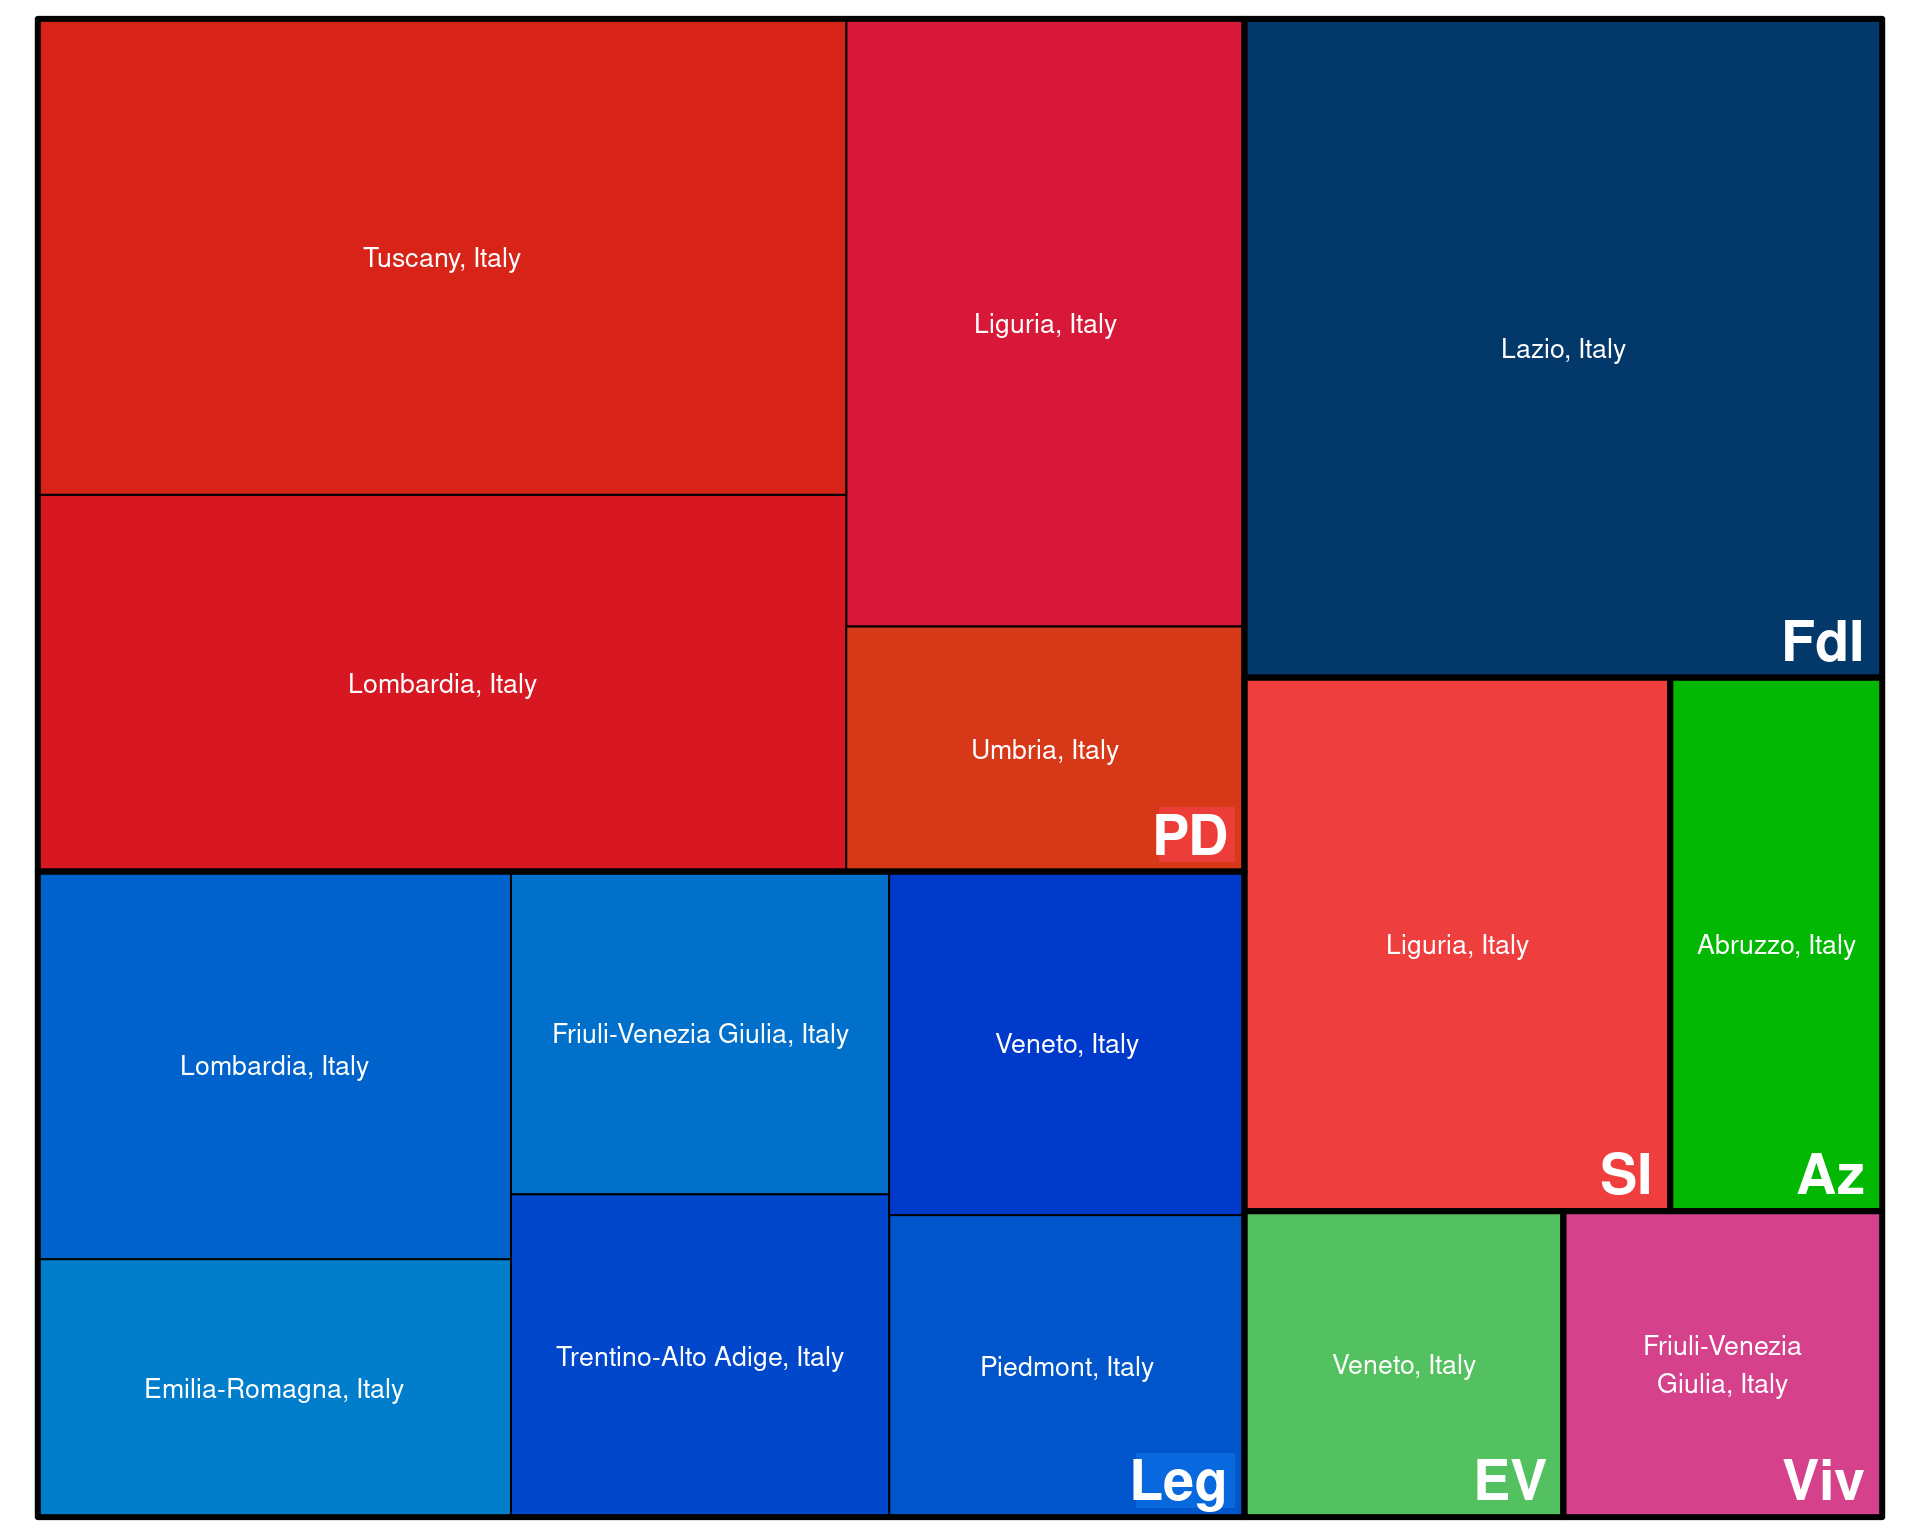 Tuscany, Italy
Liguria, Italy
Lombardia, Italy
Umbria, Italy
PD
Lazio, Italy
FdI
Lombardia, Italy
Friuli-Venezia Giulia, Italy
Veneto, Italy
Emilia-Romagna, Italy
Trentino-Alto Adige, Italy
Piedmont, Italy
Leg
Liguria, Italy
SI
Abruzzo, Italy
Az
Veneto, Italy
EV
Friuli-Venezia
Giulia, Italy
Viv